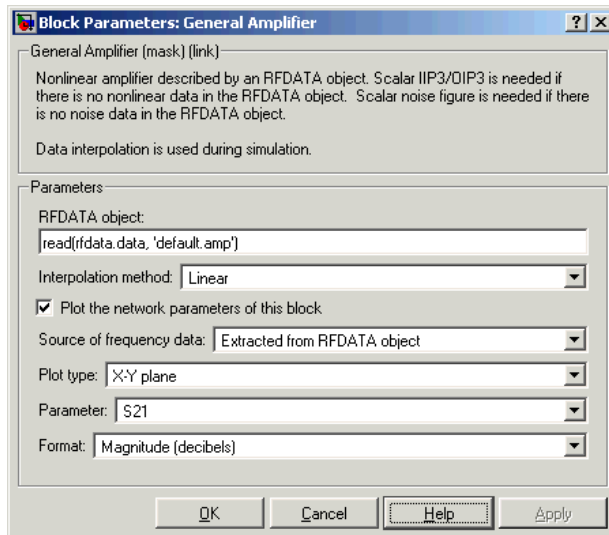 Block Parameters: General Amplifier
General Amplifier (mask) (link)
Nonlinear amplifier described by an RFDATA object. Scalar IIP3/OIP3 is needed if
there is no nonlinear data in the RFDATA object. Scalar noise figure is needed if there
is no noise data in the RFDATA object.
Data interpolation is used during simulation.
Parameters
RFDATA object:
read(rfdata.data, 'default.amp')
Interpolation method: Linear
Plot the network parameters of this block
Source of frequency data: Extracted from RFDATA object
Plot type: X-Y plane
Parameter: S21
Format: Magnitude (decibels)
OK Cancel Help Apply